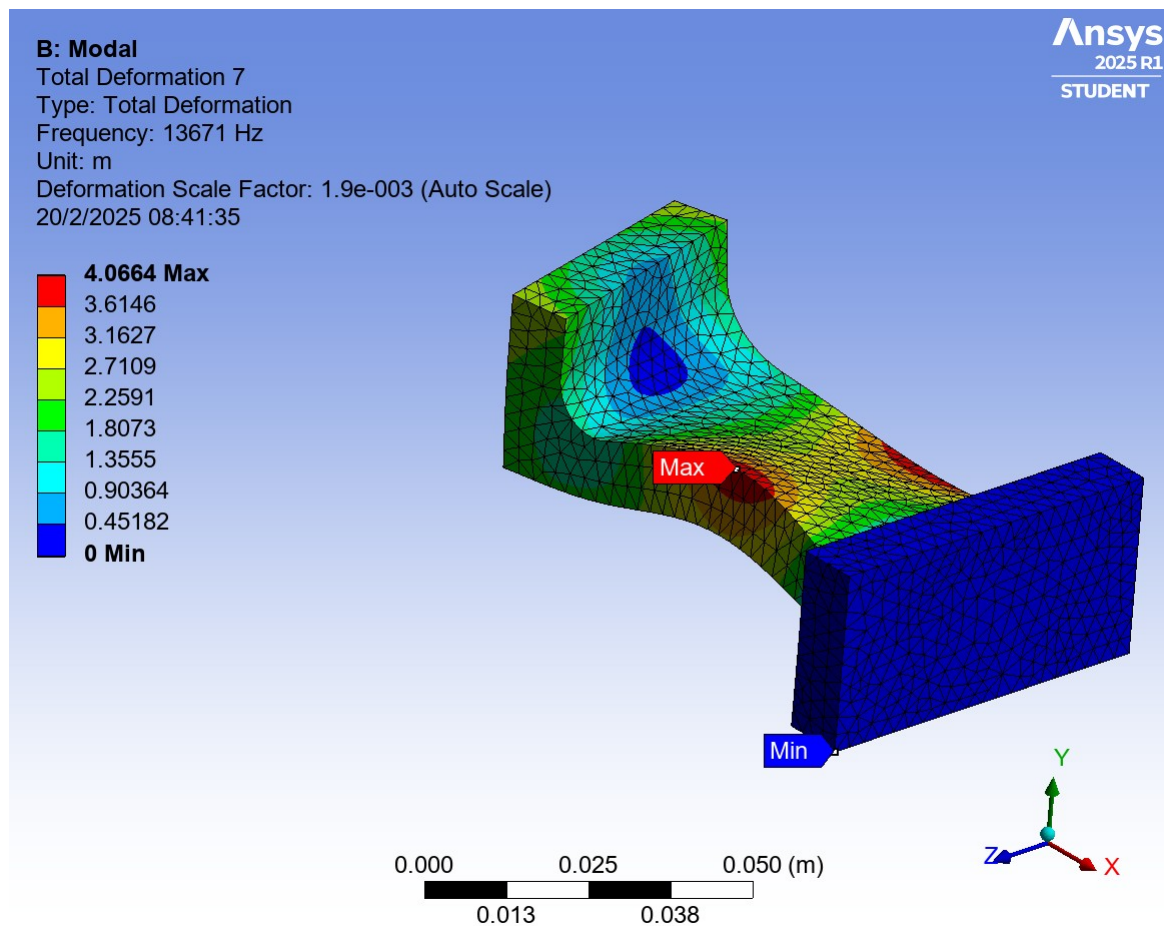 B: Modal
Total Deformation 7
Type: Total Deformation
Frequency: 13671 Hz
Unit: m
Deformation Scale Factor: 1.9e-003 (Auto Scale)
20/2/2025 08:41:35
Ansys
2025 R1
STUDENT
4.0664 Max
3.6146
3.1627
2.7109
2.2591
1.8073
1.3555
0.90364
0.45182
0 Min
Max
Min
Y
Z
X
0.000 0.025 0.050 (m)
0.013 0.038